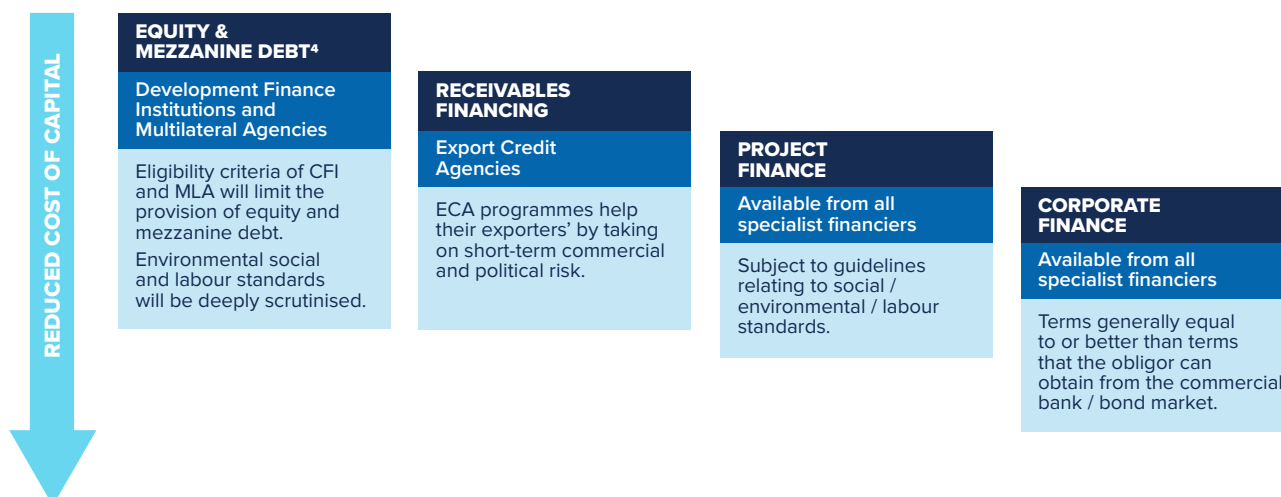 REDUCED COST OF CAPITAL
EQUITY &
MEZZANINE DEBT⁴
Development Finance
Institutions and
Multilateral Agencies
Eligibility criteria of CFI
and MLA will limit the
provision of equity and
mezzanine debt.
Environmental social
and labour standards
will be deeply scrutinised.
RECEIVABLES
FINANCING
Export Credit
Agencies
ECA programmes help
their exporters’ by taking
on short-term commercial
and political risk.
PROJECT
FINANCE
Available from all
specialist financiers
Subject to guidelines
relating to social /
environmental / labour
standards.
CORPORATE
FINANCE
Available from all
specialist financiers
Terms generally equal
to or better than terms
that the obligor can
obtain from the commercial
bank / bond market.